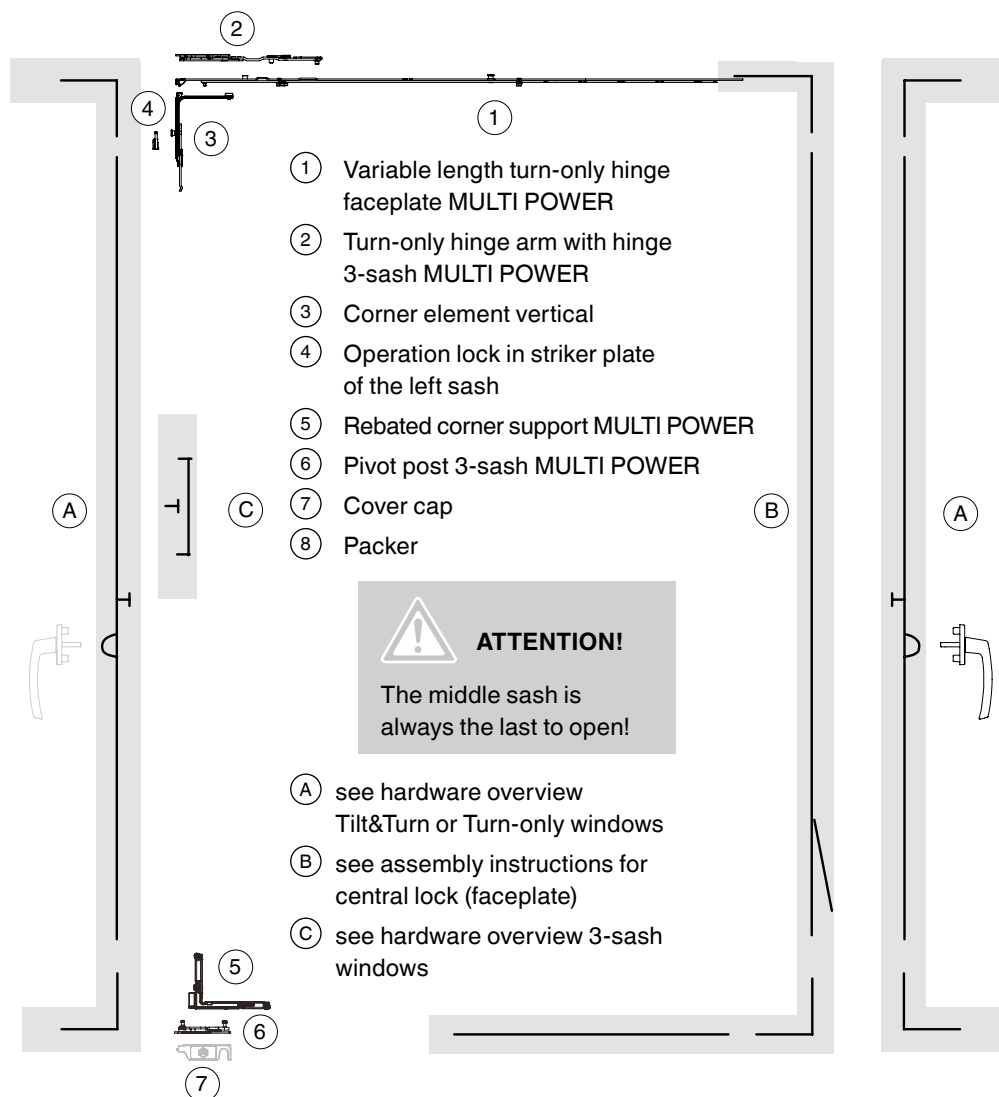 2
4
3
1
1 Variable length turn-only hinge
faceplate MULTI POWER
2 Turn-only hinge arm with hinge
3-sash MULTI POWER
3 Corner element vertical
4 Operation lock in striker plate
of the left sash
5 Rebated corner support MULTI POWER
6 Pivot post 3-sash MULTI POWER
7 Cover cap
8 Packer
A
C
B
A
ATTENTION!
The middle sash is
always the last to open!
A see hardware overview
Tilt&Turn or Turn-only windows
B see assembly instructions for
central lock (faceplate)
C see hardware overview 3-sash
windows
5
6
7